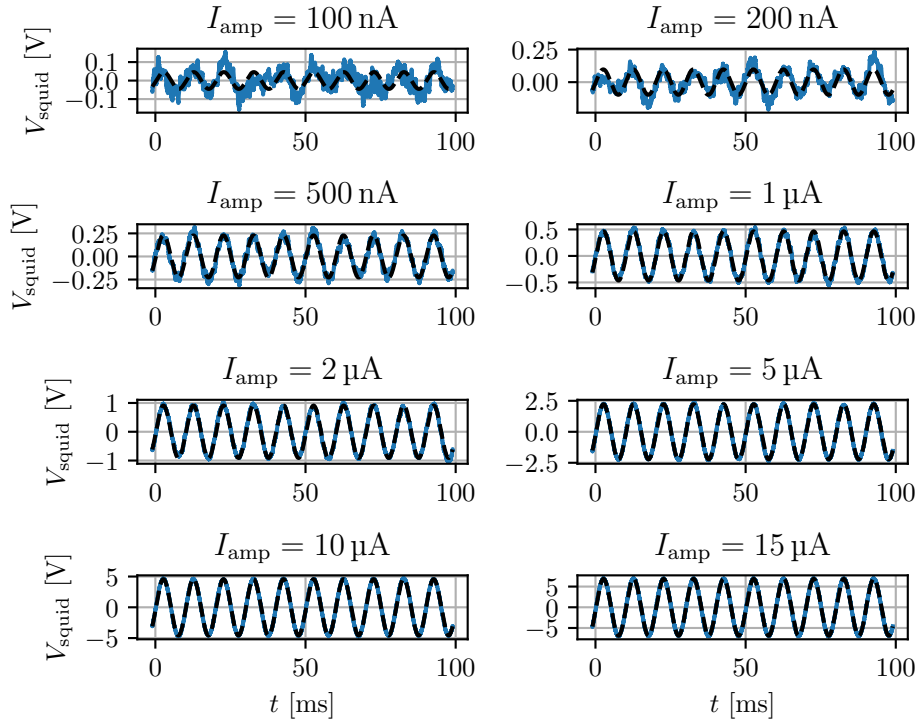 I_amp = 100 nA
I_amp = 200 nA
V_squid [V]
0.1
0.0
−0.1
0.25
0.00
0 50 100
0 50 100
I_amp = 500 nA
I_amp = 1 µA
V_squid [V]
0.25
0.00
−0.25
0.5
0.0
−0.5
0 50 100
0 50 100
I_amp = 2 µA
I_amp = 5 µA
V_squid [V]
1
0
−1
2.5
0.0
−2.5
0 50 100
0 50 100
I_amp = 10 µA
I_amp = 15 µA
V_squid [V]
5
0
−5
5
0
−5
0 50 100
0 50 100
t [ms]
t [ms]